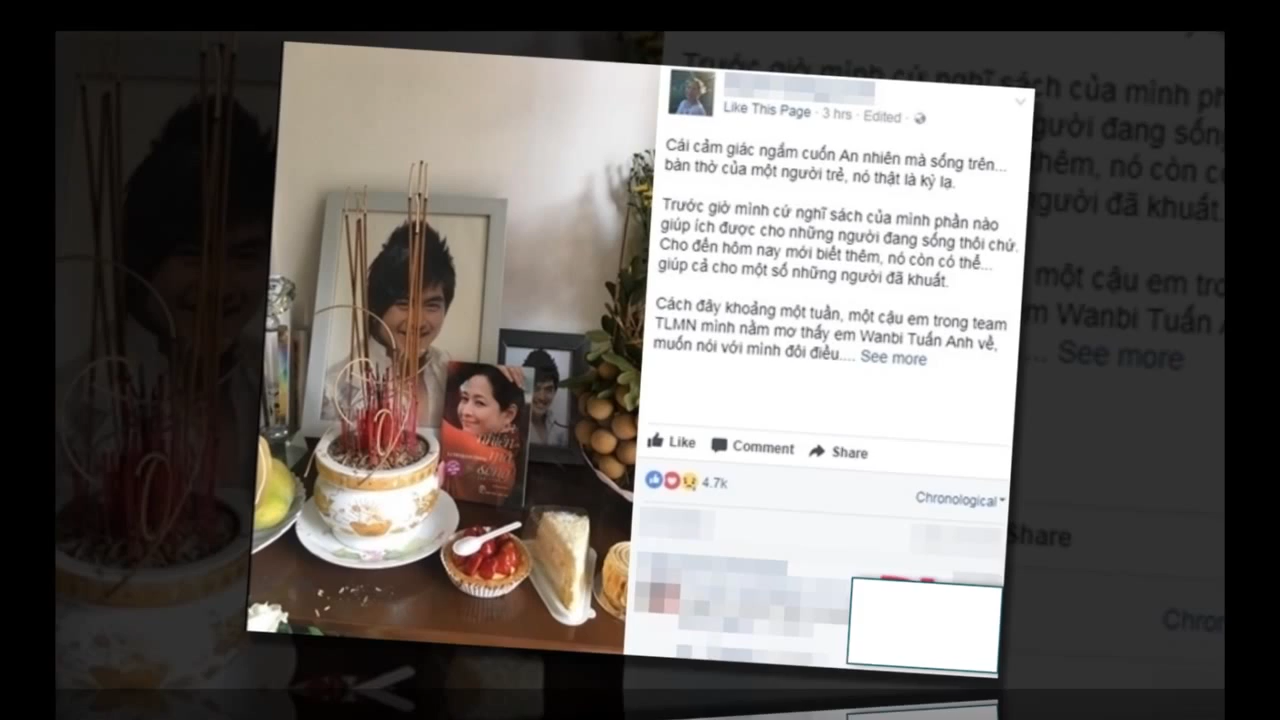 Like This Page · 3 hrs · Edited ·
Cái cảm giác ngắm cuốn An nhiên mà sống trên...
bàn thờ của một người trẻ, nó thật là kỳ lạ.
Trước giờ mình cứ nghĩ sách của mình phần nào
giúp ích được cho những người đang sống thôi chứ.
Cho đến hôm nay mới biết thêm, nó còn có thể...
giúp cả cho một số những người đã khuất.
Cách đây khoảng một tuần, một cậu em trong team
TLMN mình nằm mơ thấy em Wanbi Tuấn Anh về,
muốn nói với mình đôi điều.... See more
Like Comment Share
4.7k
Chronological